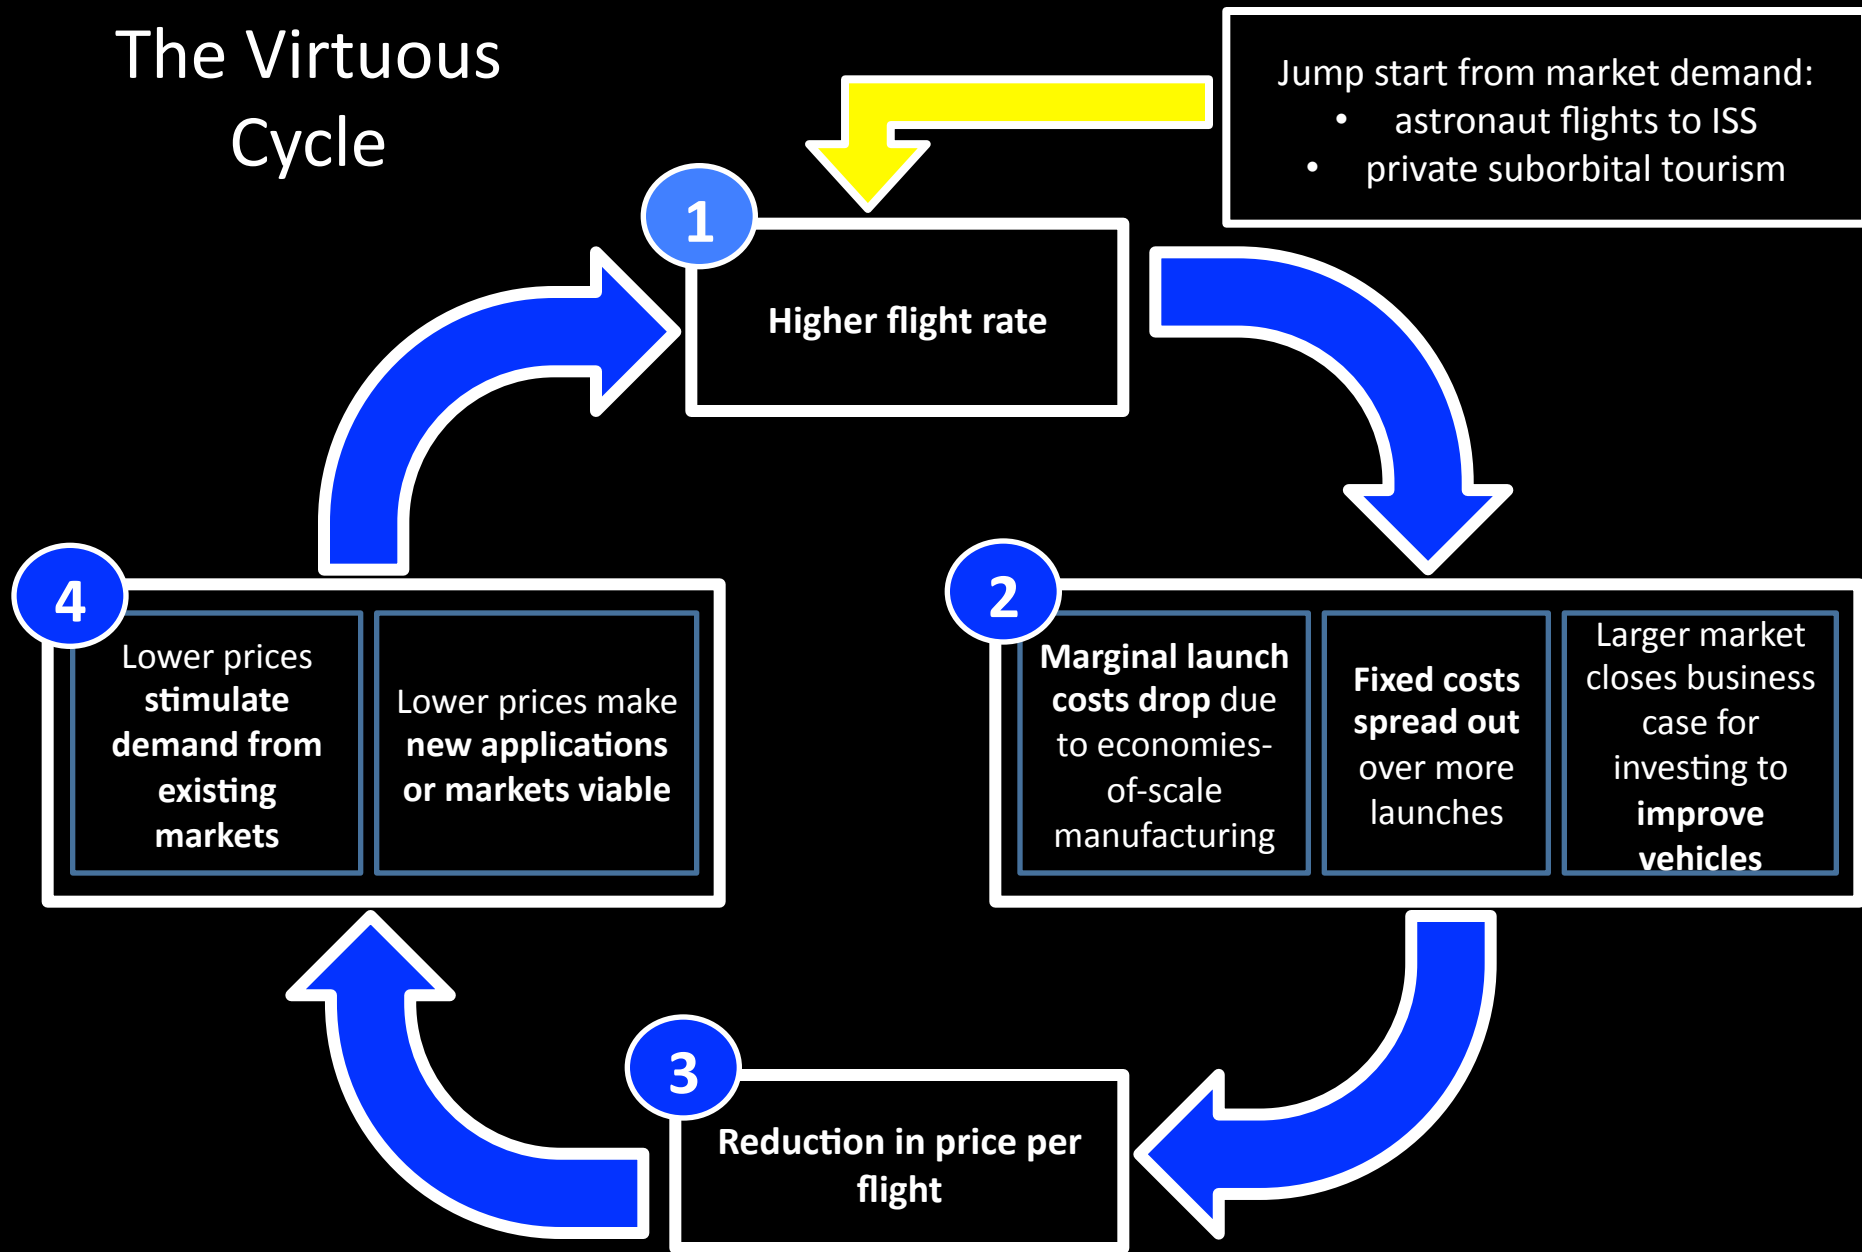 The Virtuous
Cycle
Jump start from market demand:
• astronaut flights to ISS
• private suborbital tourism
1
Higher flight rate
2
Marginal launch
costs drop due
to economies-
of-scale
manufacturing
Fixed costs
spread out
over more
launches
Larger market
closes business
case for
investing to
improve
vehicles
3
Reduction in price per
flight
4
Lower prices
stimulate
demand from
existing
markets
Lower prices make
new applications
or markets viable